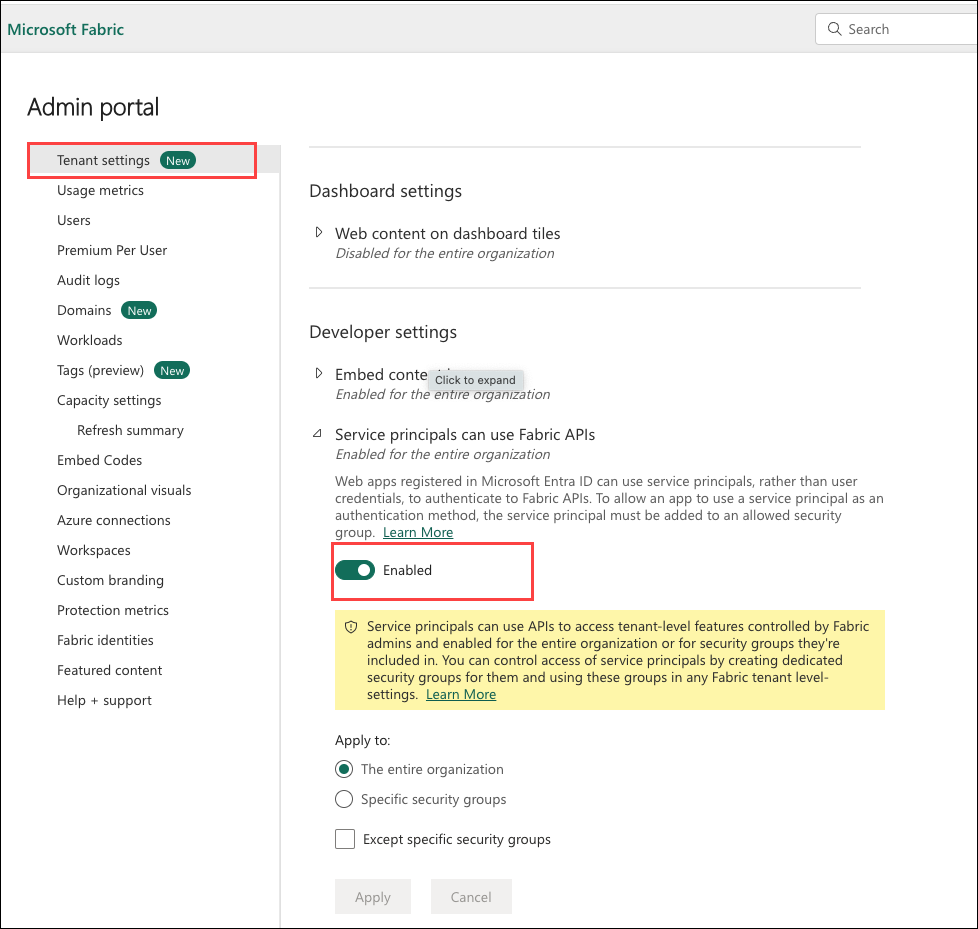 Microsoft Fabric
Search
Admin portal
Tenant settings New
Usage metrics
Users
Premium Per User
Audit logs
Domains New
Workloads
Tags (preview) New
Capacity settings
Refresh summary
Embed Codes
Organizational visuals
Azure connections
Workspaces
Custom branding
Protection metrics
Fabric identities
Featured content
Help + support
Dashboard settings
Web content on dashboard tiles
Disabled for the entire organization
Developer settings
Embed
Click to expand
Enabled for the entire organization
Service principals can use Fabric APIs
Enabled for the entire organization
Web apps registered in Microsoft Entra ID can use service principals, rather than user
credentials, to authenticate to Fabric APIs. To allow an app to use a service principal as an
authentication method, the service principal must be added to an allowed security
group. Learn More
Enabled
Service principals can use APIs to access tenant-level features controlled by Fabric
admins and enabled for the entire organization or for security groups they're
included in. You can control access of service principals by creating dedicated
security groups for them and using these groups in any Fabric tenant level-
settings. Learn More
Apply to:
The entire organization
Specific security groups
Except specific security groups
Apply
Cancel